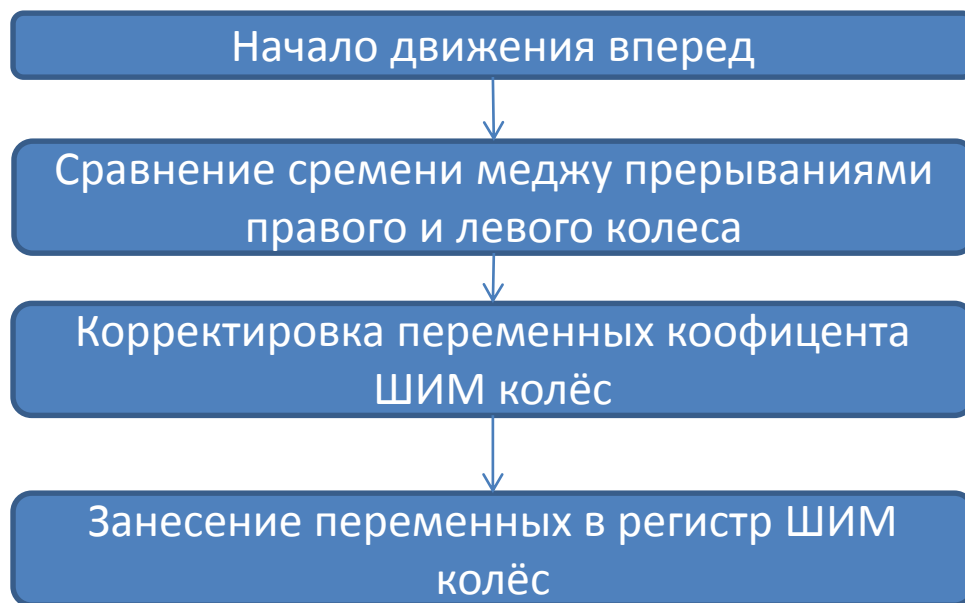 Начало движения вперед
Сравнение сремени меджу прерываниями
правого и левого колеса
Корректировка переменных коофицента
ШИМ колёс
Занесение переменных в регистр ШИМ
колёс